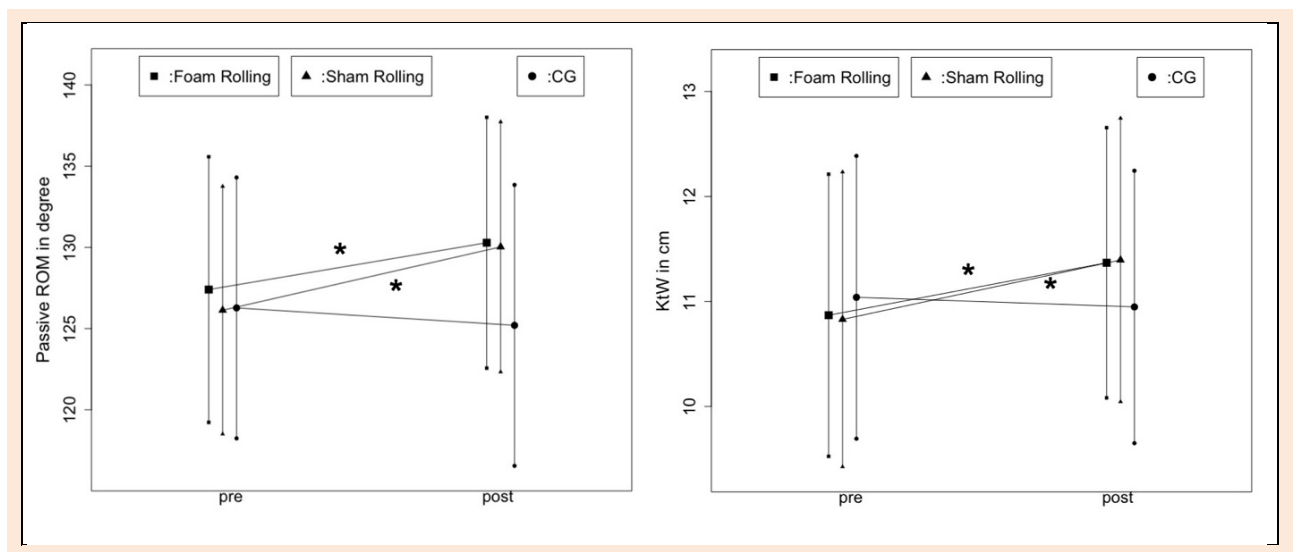 :Foam Rolling
:Sham Rolling
:CG
Passive ROM in degree
140
135
130
125
120
*
*
pre
post
:Foam Rolling
:Sham Rolling
:CG
KtW in cm
13
12
11
10
*
*
pre
post